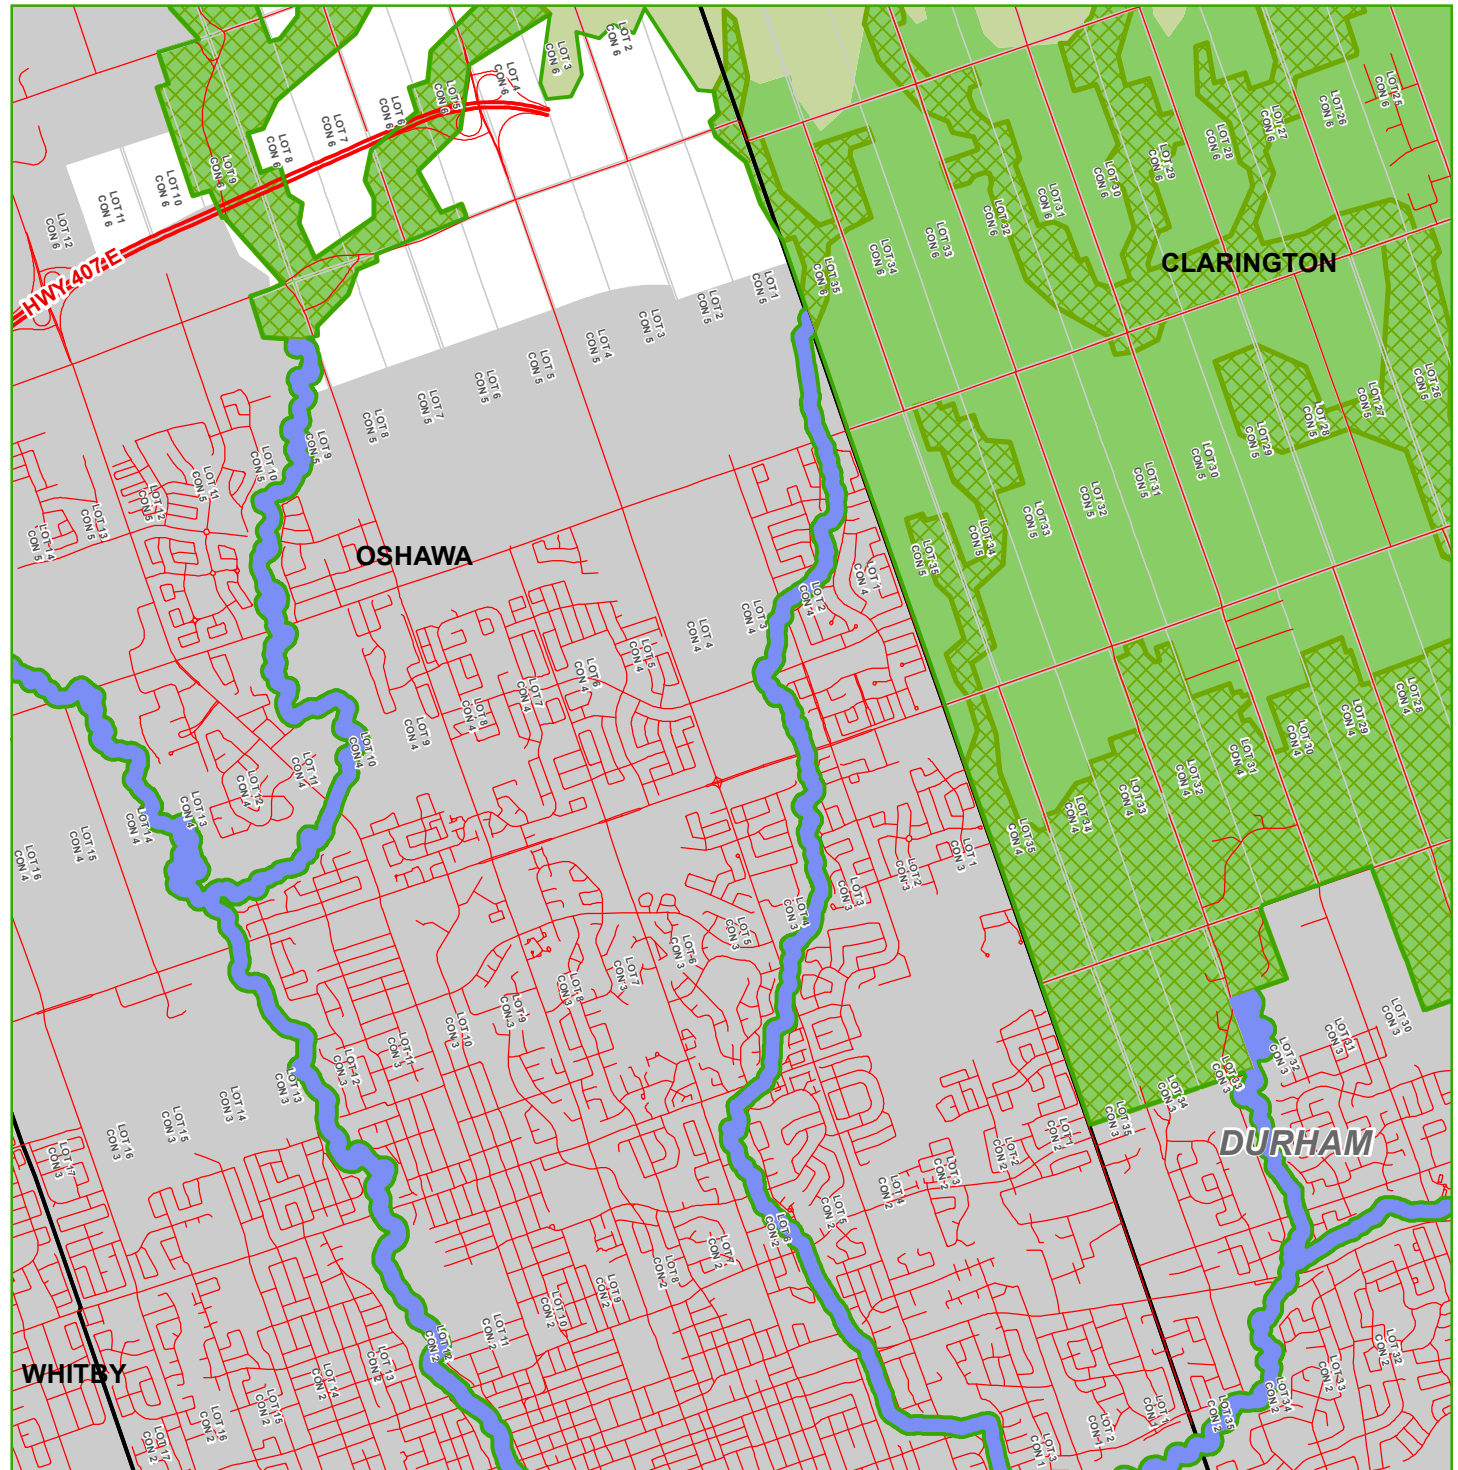 LOT 2
CON 6
LOT 3
CON 6
LOT 4
CON 6
LOT 5
CON 6
LOT 6
CON 6
LOT 7
CON 6
LOT 8
CON 6
LOT 9
CON 6
LOT 10
CON 6
LOT 11
CON 6
LOT 12
CON 6
HWY 407 E
LOT 25
CON 6
LOT 26
CON 6
LOT 27
CON 6
LOT 28
CON 6
LOT 29
CON 6
LOT 30
CON 6
LOT 31
CON 6
LOT 32
CON 6
LOT 33
CON 6
LOT 34
CON 6
LOT 35
CON 6
CLARINGTON
LOT 1
CON 5
LOT 2
CON 5
LOT 3
CON 5
LOT 4
CON 5
LOT 5
CON 5
LOT 6
CON 5
LOT 7
CON 5
LOT 8
CON 5
LOT 9
CON 5
LOT 10
CON 5
LOT 11
CON 5
LOT 12
CON 5
LOT 13
CON 5
LOT 14
CON 5
LOT 26
CON 5
LOT 27
CON 5
LOT 28
CON 5
LOT 29
CON 5
LOT 30
CON 5
LOT 31
CON 5
LOT 32
CON 5
LOT 33
CON 5
LOT 34
CON 5
LOT 35
CON 5
OSHAWA
LOT 1
CON 4
LOT 2
CON 4
LOT 3
CON 4
LOT 4
CON 4
LOT 5
CON 4
LOT 6
CON 4
LOT 7
CON 4
LOT 8
CON 4
LOT 9
CON 4
LOT 10
CON 4
LOT 11
CON 4
LOT 12
CON 4
LOT 13
CON 4
LOT 14
CON 4
LOT 15
CON 4
LOT 16
CON 4
LOT 28
CON 4
LOT 29
CON 4
LOT 30
CON 4
LOT 31
CON 4
LOT 32
CON 4
LOT 33
CON 4
LOT 34
CON 4
LOT 35
CON 4
LOT 1
CON 3
LOT 2
CON 3
LOT 3
CON 3
LOT 4
CON 3
LOT 5
CON 3
LOT 6
CON 3
LOT 7
CON 3
LOT 8
CON 3
LOT 9
CON 3
LOT 10
CON 3
LOT 11
CON 3
LOT 12
CON 3
LOT 13
CON 3
LOT 14
CON 3
LOT 15
CON 3
LOT 16
CON 3
LOT 17
CON 3
LOT 30
CON 3
LOT 31
CON 3
LOT 32
CON 3
LOT 33
CON 3
LOT 34
CON 3
LOT 35
CON 3
DURHAM
LOT 1
CON 2
LOT 2
CON 2
LOT 3
CON 2
LOT 4
CON 2
LOT 5
CON 2
LOT 6
CON 2
LOT 7
CON 2
LOT 8
CON 2
LOT 9
CON 2
LOT 10
CON 2
LOT 11
CON 2
LOT 12
CON 2
LOT 13
CON 2
LOT 14
CON 2
LOT 15
CON 2
LOT 16
CON 2
LOT 17
CON 2
WHITBY
LOT 32
CON 2
LOT 33
CON 2
LOT 34
CON 2
LOT 35
CON 2
LOT 1
CON 1
LOT 2
CON 1
LOT 3
CON 1